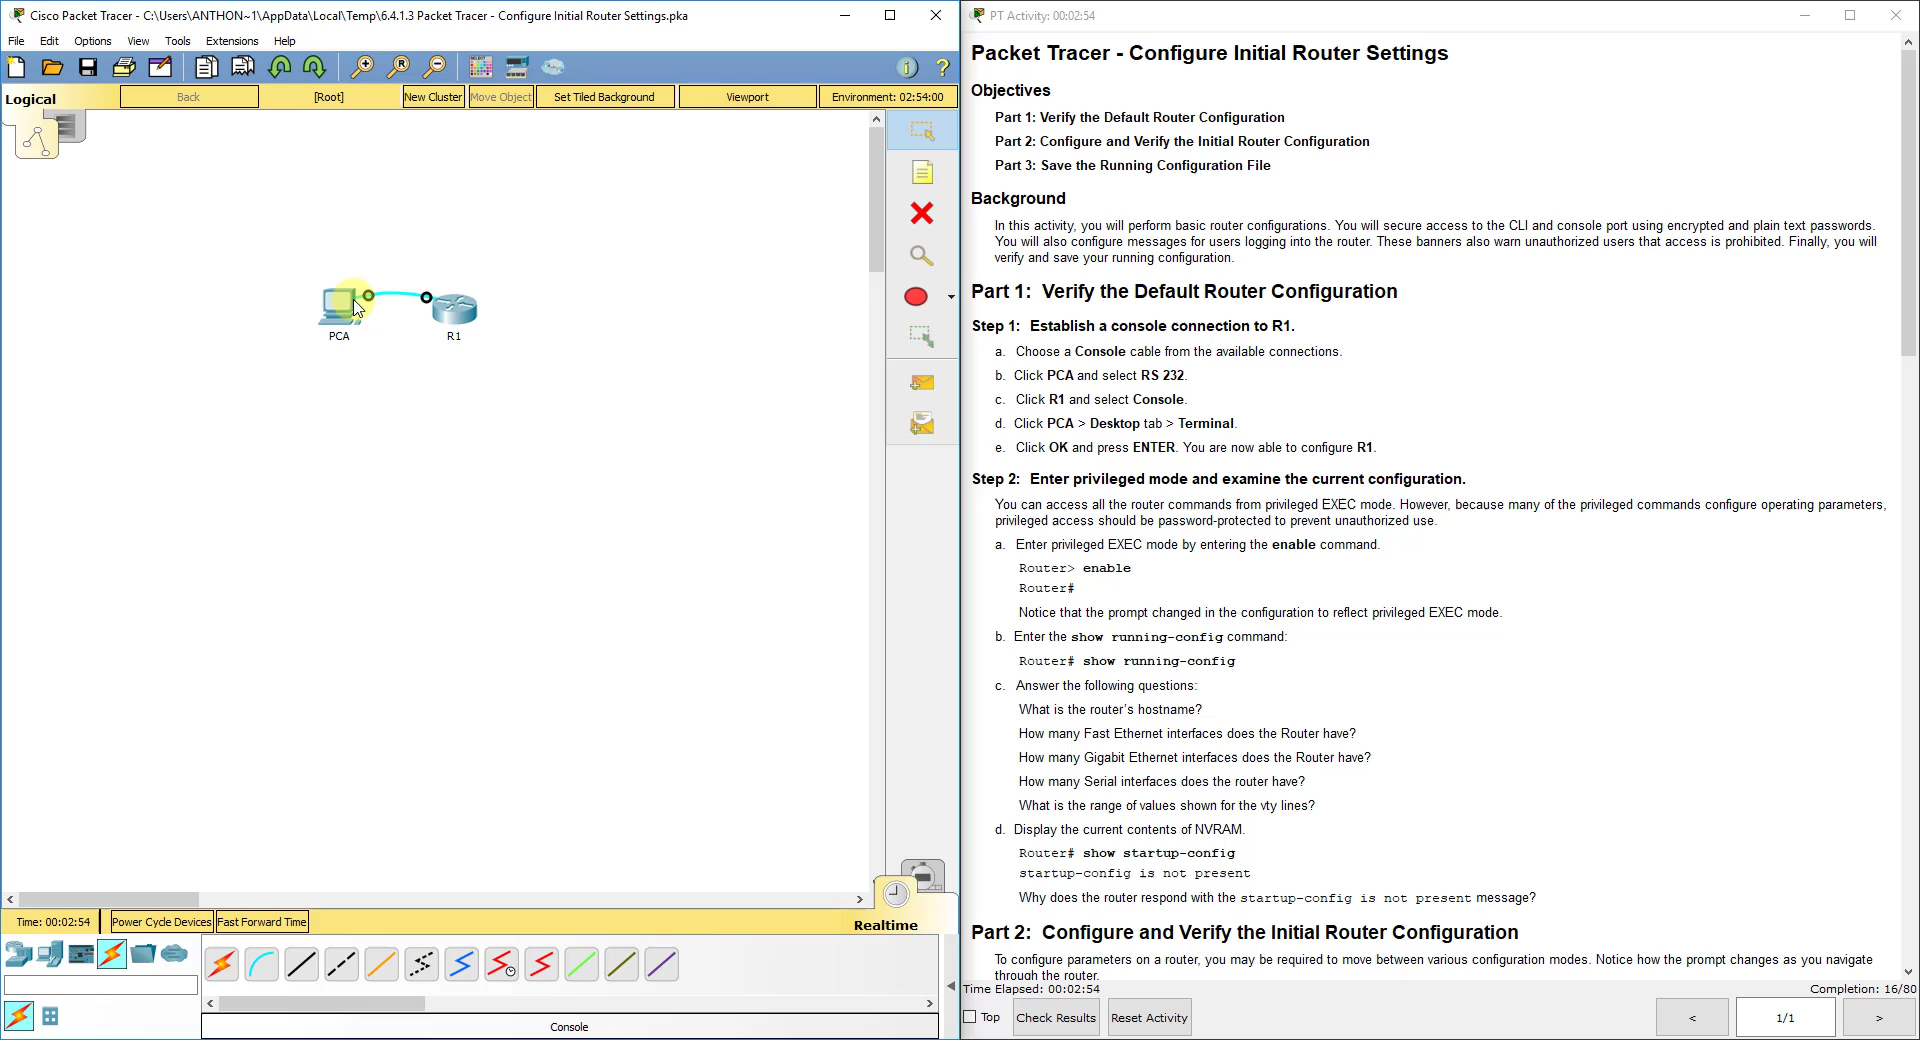 Cisco Packet Tracer - C:\Users\ANTHON~1\AppData\Local\Temp\6.4.1.3 Packet Tracer - Configure Initial Router Settings.pka
File Edit Options View Tools Extensions Help
Logical
Back
[Root]
New Cluster
Move Object
Set Tiled Background
Viewport
Environment: 02:54:00
PCA
R1
Time: 00:02:54
Power Cycle Devices
Fast Forward Time
Realtime
Console
PT Activity: 00:02:54
Packet Tracer - Configure Initial Router Settings
Objectives
Part 1: Verify the Default Router Configuration
Part 2: Configure and Verify the Initial Router Configuration
Part 3: Save the Running Configuration File
Background
In this activity, you will perform basic router configurations. You will secure access to the CLI and console port using encrypted and plain text passwords.
You will also configure messages for users logging into the router. These banners also warn unauthorized users that access is prohibited. Finally, you will
verify and save your running configuration.
Part 1: Verify the Default Router Configuration
Step 1: Establish a console connection to R1.
a. Choose a Console cable from the available connections.
b. Click PCA and select RS 232.
c. Click R1 and select Console.
d. Click PCA > Desktop tab > Terminal.
e. Click OK and press ENTER. You are now able to configure R1.
Step 2: Enter privileged mode and examine the current configuration.
You can access all the router commands from privileged EXEC mode. However, because many of the privileged commands configure operating parameters,
privileged access should be password-protected to prevent unauthorized use.
a. Enter privileged EXEC mode by entering the enable command.
Router> enable
Router#
Notice that the prompt changed in the configuration to reflect privileged EXEC mode.
b. Enter the show running-config command:
Router# show running-config
c. Answer the following questions:
What is the router's hostname?
How many Fast Ethernet interfaces does the Router have?
How many Gigabit Ethernet interfaces does the Router have?
How many Serial interfaces does the router have?
What is the range of values shown for the vty lines?
d. Display the current contents of NVRAM.
Router# show startup-config
startup-config is not present
Why does the router respond with the startup-config is not present message?
Part 2: Configure and Verify the Initial Router Configuration
To configure parameters on a router, you may be required to move between various configuration modes. Notice how the prompt changes as you navigate
through the router.
Time Elapsed: 00:02:54
Completion: 16/80
Top
Check Results
Reset Activity
<
1/1
>